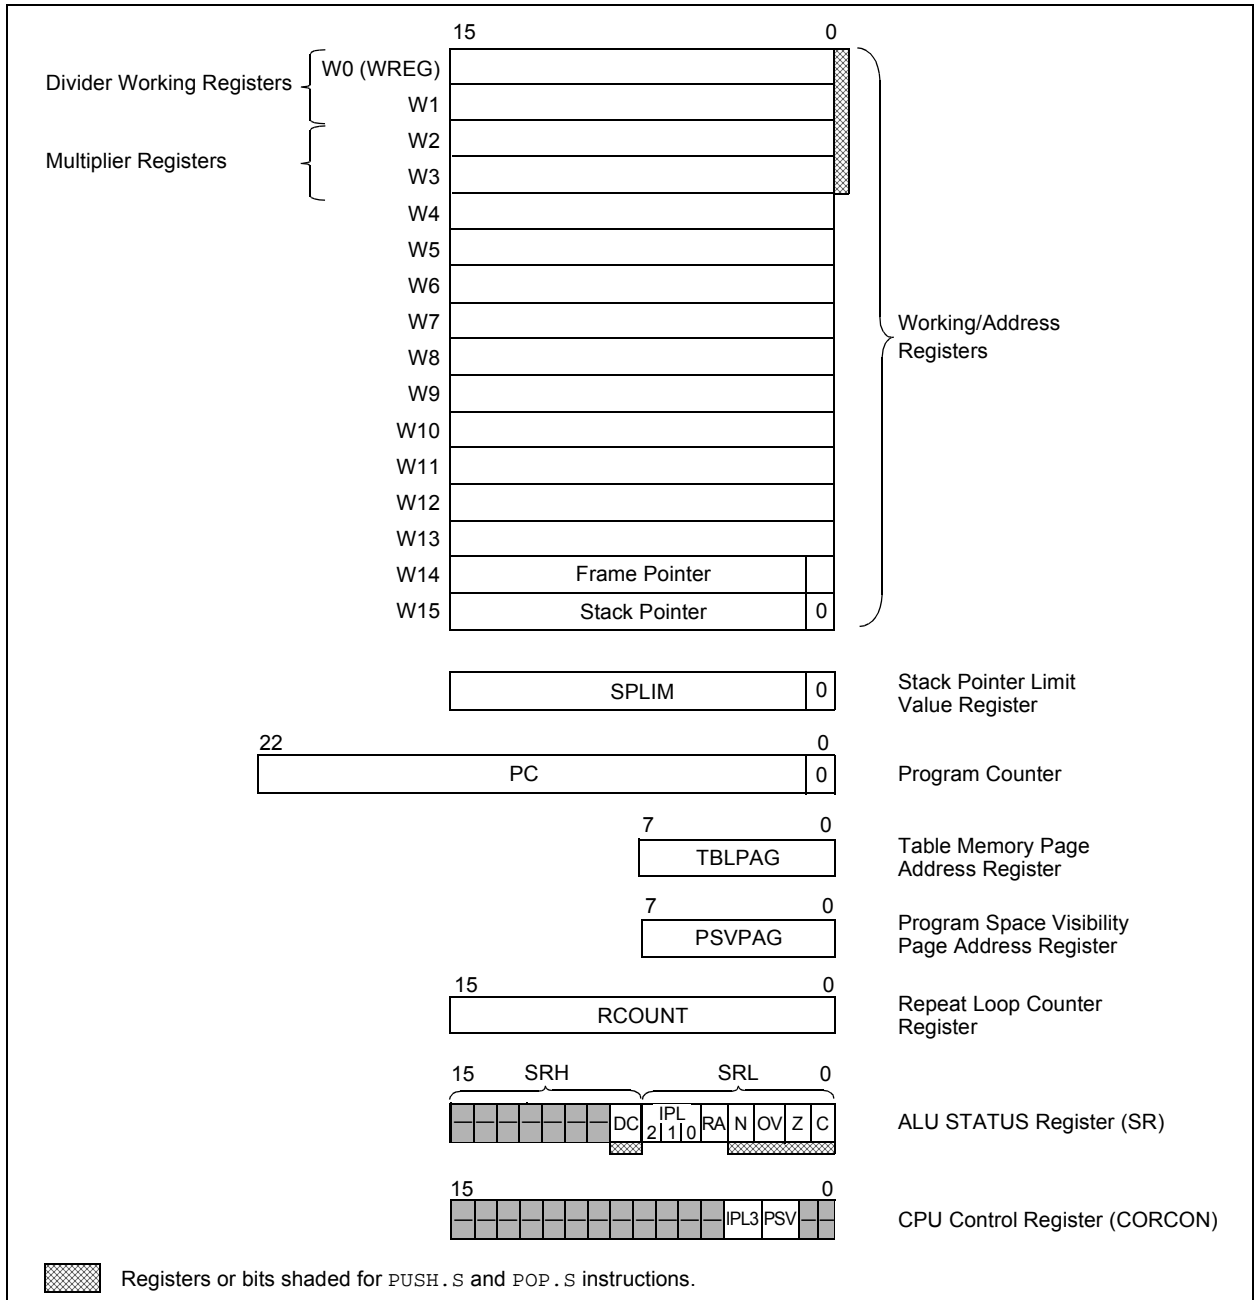 15 0
Divider Working Registers
W0 (WREG)
W1
Multiplier Registers
W2
W3
W4
W5
W6
W7
W8
W9
W10
W11
W12
W13
W14 Frame Pointer
W15 Stack Pointer 0
Working/Address
Registers
SPLIM 0
Stack Pointer Limit
Value Register
22 0
PC 0 Program Counter
7 0
TBLPAG
Table Memory Page
Address Register
7 0
PSVPAG
Program Space Visibility
Page Address Register
15 0
RCOUNT
Repeat Loop Counter
Register
15 SRH SRL 0
— — — — — — — DC IPL 2 1 0 RA N OV Z C
ALU STATUS Register (SR)
15 0
— — — — — — — — — — — — IPL3 PSV — —
CPU Control Register (CORCON)
Registers or bits shaded for PUSH.S and POP.S instructions.